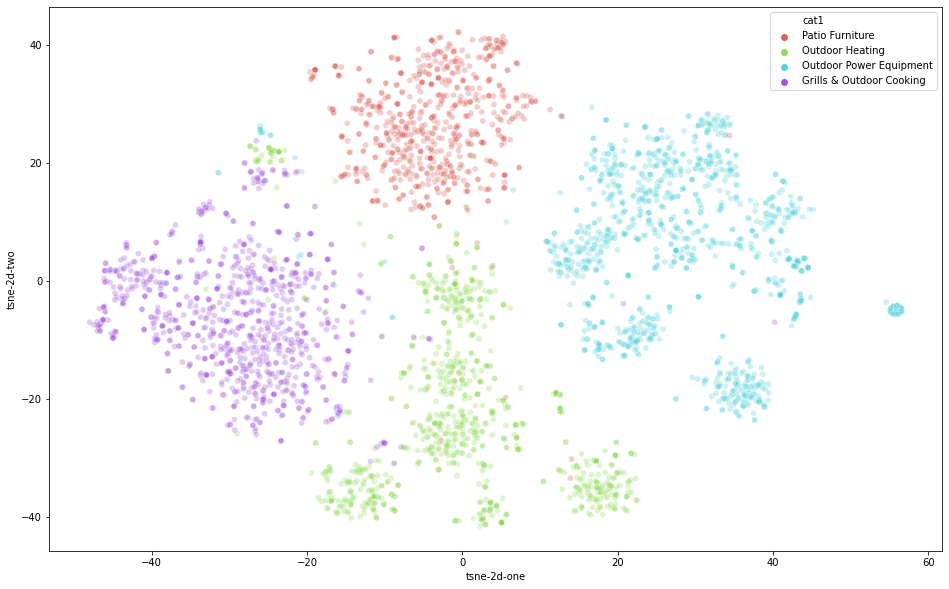 cat1
Patio Furniture
Outdoor Heating
Outdoor Power Equipment
Grills & Outdoor Cooking
tsne-2d-two
40
20
0
−20
−40
−40
−20
0
20
40
60
tsne-2d-one